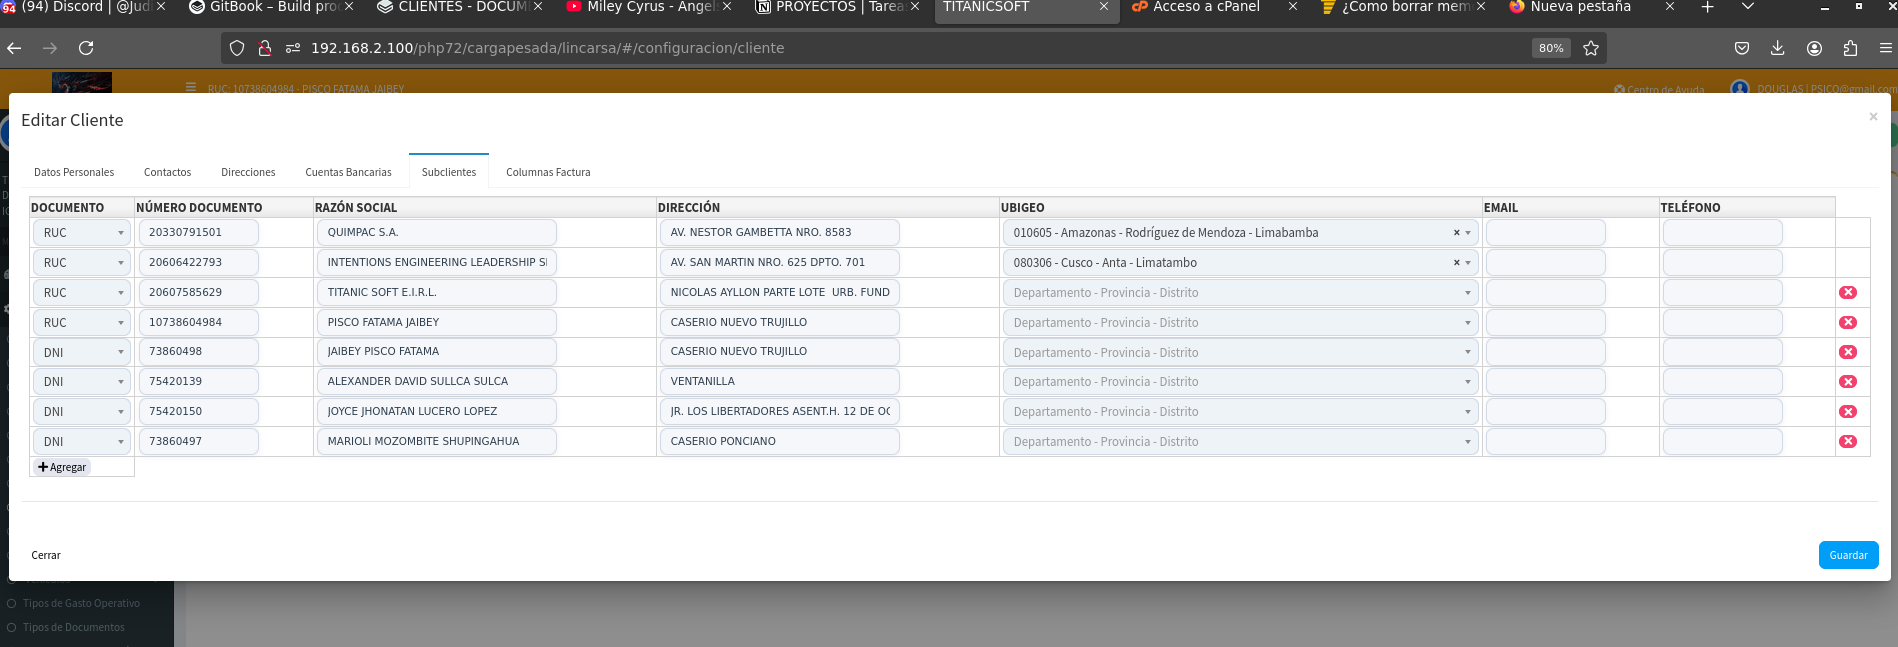 (94) Discord | @Jud
GitBook – Build pro
CLIENTES - DOCUM
Miley Cyrus - Angel
PROYECTOS | Tarea
TITANICSOFT
Acceso a cPanel
¿Como borrar mem
Nueva pestaña
192.168.2.100/php72/cargapesada/lincarsa/#/configuracion/cliente
80%
RUC: 10738604984 - PISCO FATAMA JAIBEY
Centro de Ayuda
DOUGLAS | PSICO@gmail.com
Editar Cliente
Datos Personales Contactos Direcciones Cuentas Bancarias Subclientes Columnas Factura
DOCUMENTO NÚMERO DOCUMENTO RAZÓN SOCIAL DIRECCIÓN UBIGEO EMAIL TELÉFONO
RUC 20330791501 QUIMPAC S.A. AV. NESTOR GAMBETTA NRO. 8583 010605 - Amazonas - Rodríguez de Mendoza - Limabamba
RUC 20606422793 INTENTIONS ENGINEERING LEADERSHIP AV. SAN MARTIN NRO. 625 DPTO. 701 080306 - Cusco - Anta - Limatambo
RUC 20607585629 TITANIC SOFT E.I.R.L. NICOLAS AYLLON PARTE LOTE URB. FUND Departamento - Provincia - Distrito
RUC 10738604984 PISCO FATAMA JAIBEY CASERIO NUEVO TRUJILLO Departamento - Provincia - Distrito
DNI 73860498 JAIBEY PISCO FATAMA CASERIO NUEVO TRUJILLO Departamento - Provincia - Distrito
DNI 75420139 ALEXANDER DAVID SULLCA SULCA VENTANILLA Departamento - Provincia - Distrito
DNI 75420150 JOYCE JHONATAN LUCERO LOPEZ JR. LOS LIBERTADORES ASENT.H. 12 DE OC Departamento - Provincia - Distrito
DNI 73860497 MARIOLI MOZOMBITE SHUPINGAHUA CASERIO PONCIANO Departamento - Provincia - Distrito
Agregar
Cerrar
Guardar
Tipos de Gasto Operativo
Tipos de Documentos